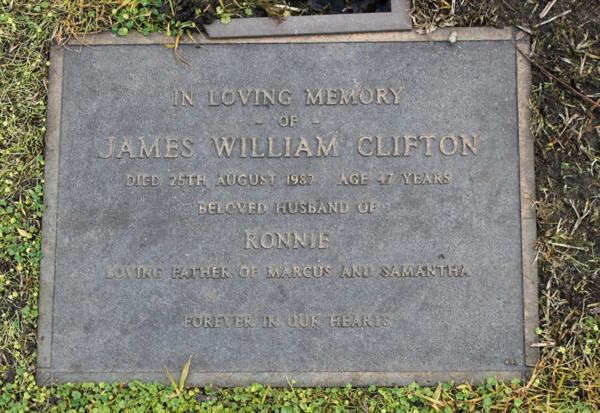 IN LOVING MEMORY
- OF -
JAMES WILLIAM CLIFTON
DIED 25TH AUGUST 1987 AGE 47 YEARS
BELOVED HUSBAND OF
RONNIE
LOVING FATHER OF MARCUS AND SAMANTHA
FOREVER IN OUR HEARTS